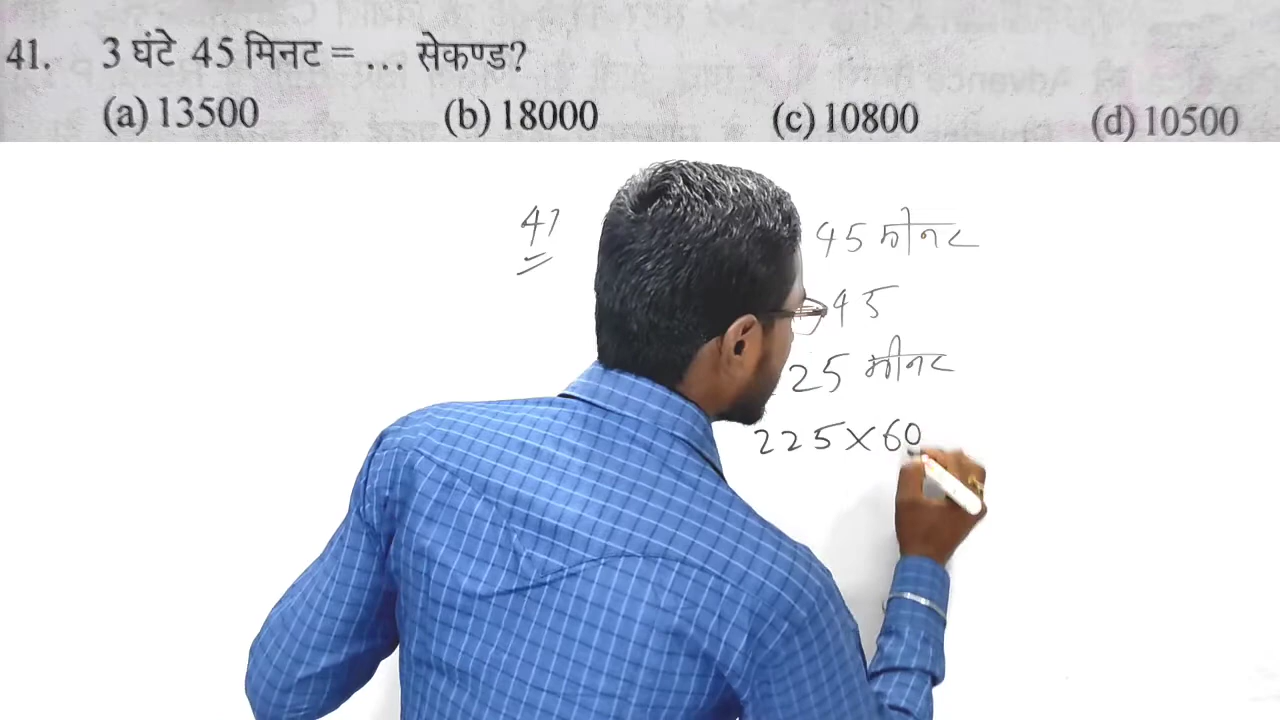 41. 3 घंटे 45 मिनट = ... सेकण्ड?
(a) 13500 (b) 18000 (c) 10800 (d) 10500
41
45 मीनट
45
25 मीनट
225×60